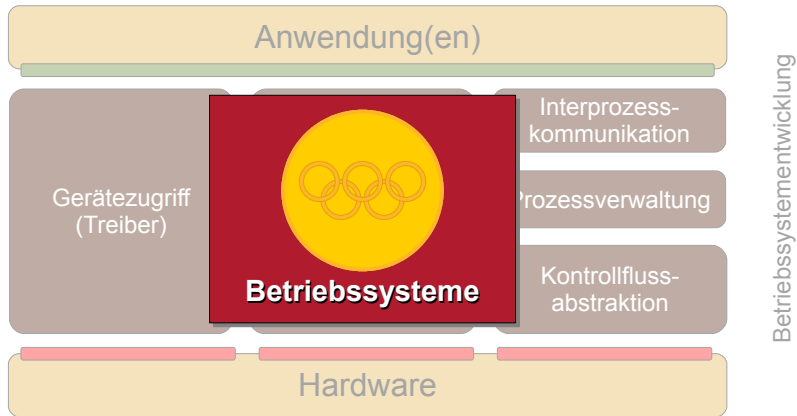 Anwendung(en)
Gerätezugriff
(Treiber)
Interprozess-
kommunikation
Prozessverwaltung
Kontrollfluss-
abstraktion
Betriebssysteme
Hardware
Betriebssystementwicklung